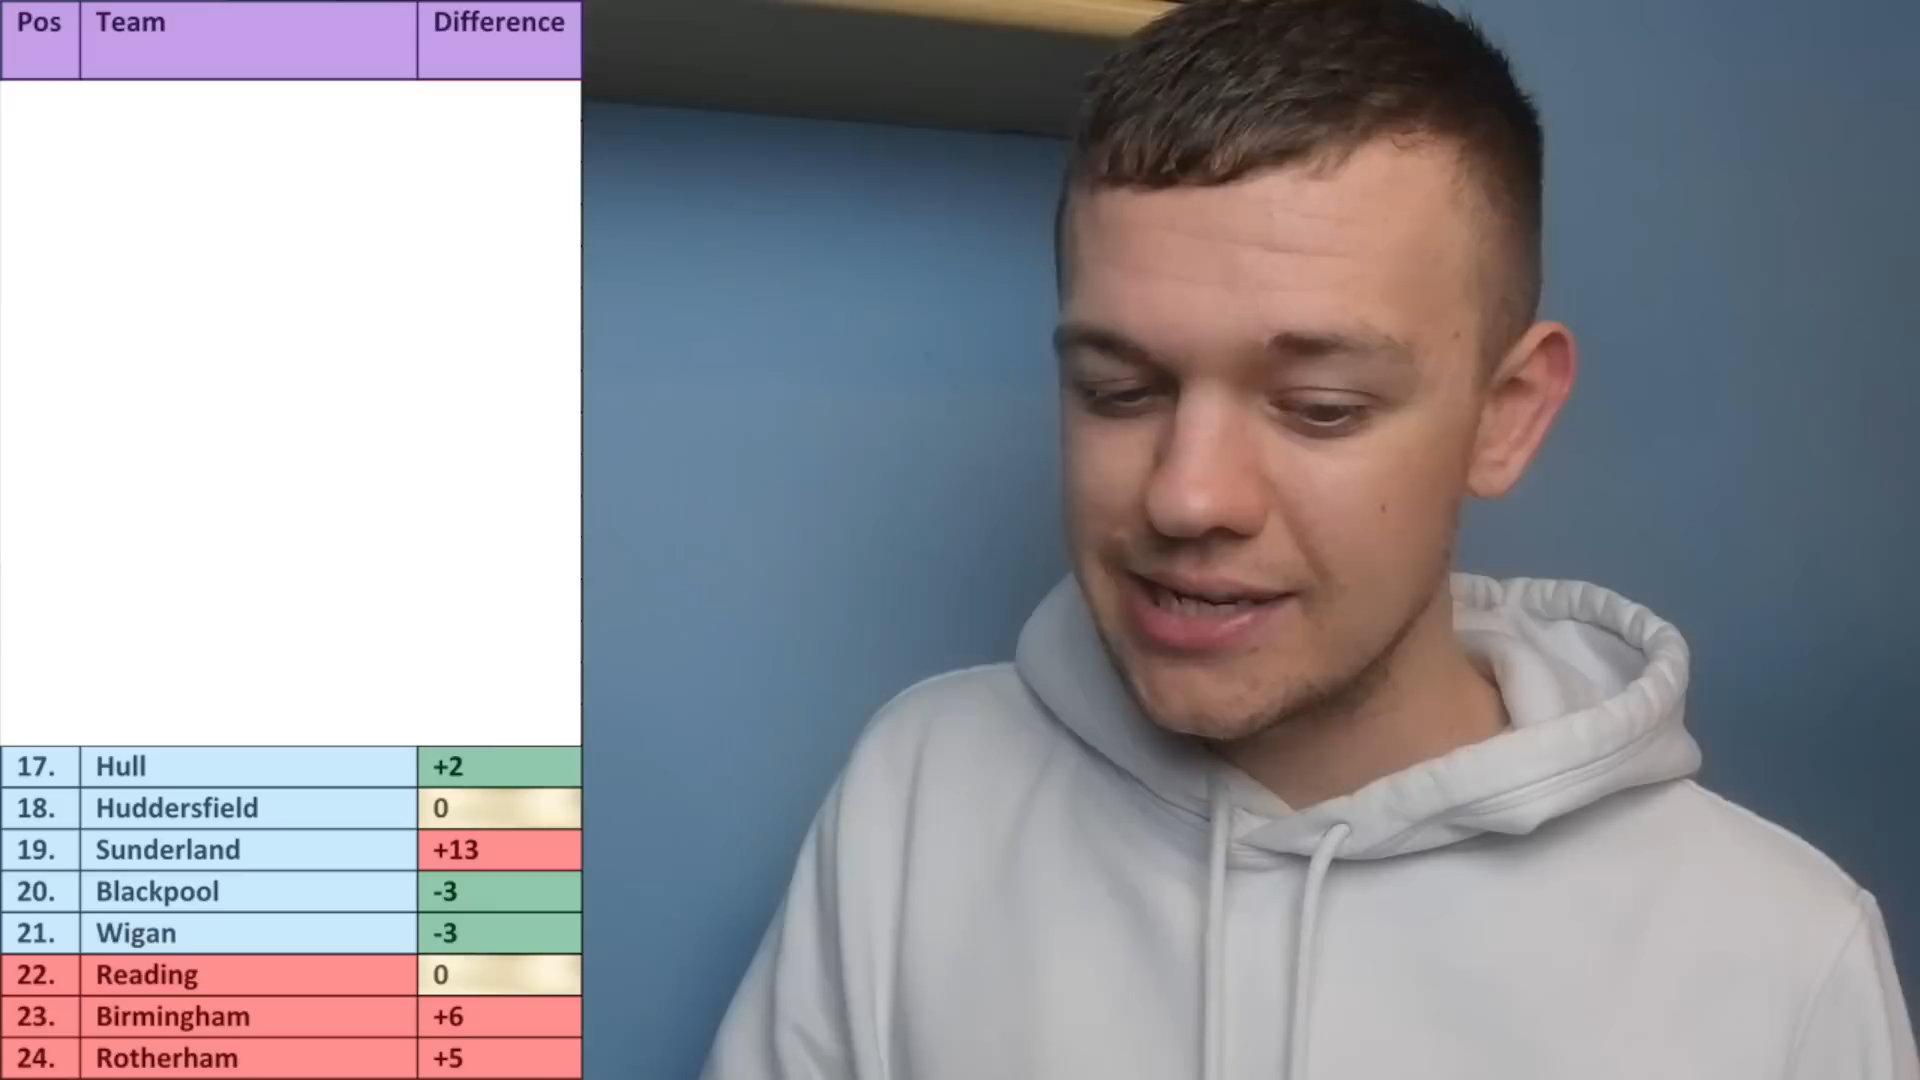 Pos Team Difference
17. Hull +2
18. Huddersfield 0
19. Sunderland +13
20. Blackpool -3
21. Wigan -3
22. Reading 0
23. Birmingham +6
24. Rotherham +5